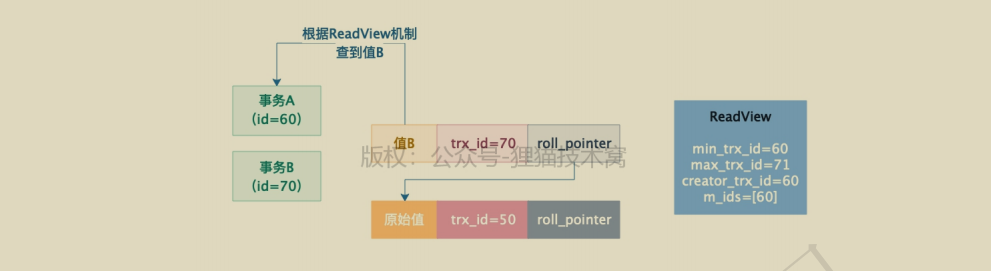 根据ReadView机制
查到值B
事务A
（id=60）
事务B
（id=70）
值B
trx_id=70
roll_pointer
版权：公众号-狸猫技术窝
原始值
trx_id=50
roll_pointer
ReadView
min_trx_id=60
max_trx_id=71
creator_trx_id=60
m_ids=[60]